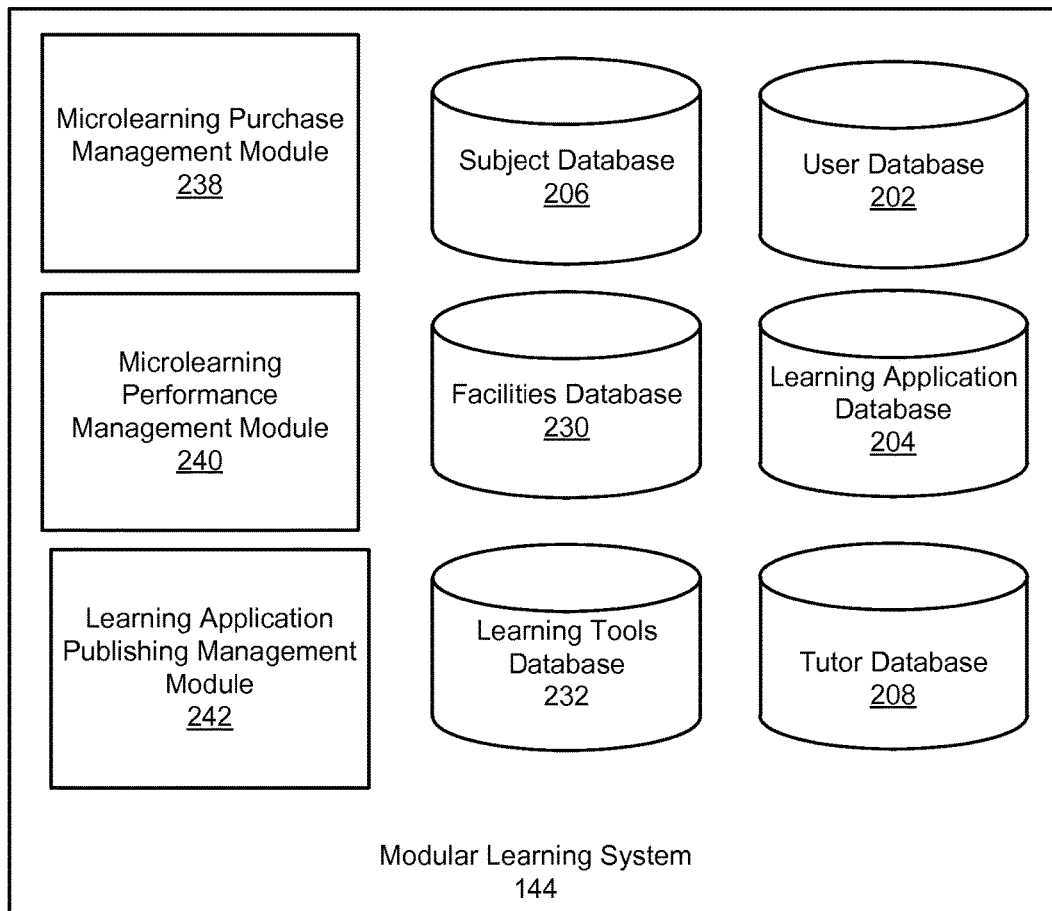 Microlearning Purchase
Management Module
238
Subject Database
206
User Database
202
Microlearning
Performance
Management Module
240
Facilities Database
230
Learning Application
Database
204
Learning Application
Publishing Management
Module
242
Learning Tools
Database
232
Tutor Database
208
Modular Learning System
144